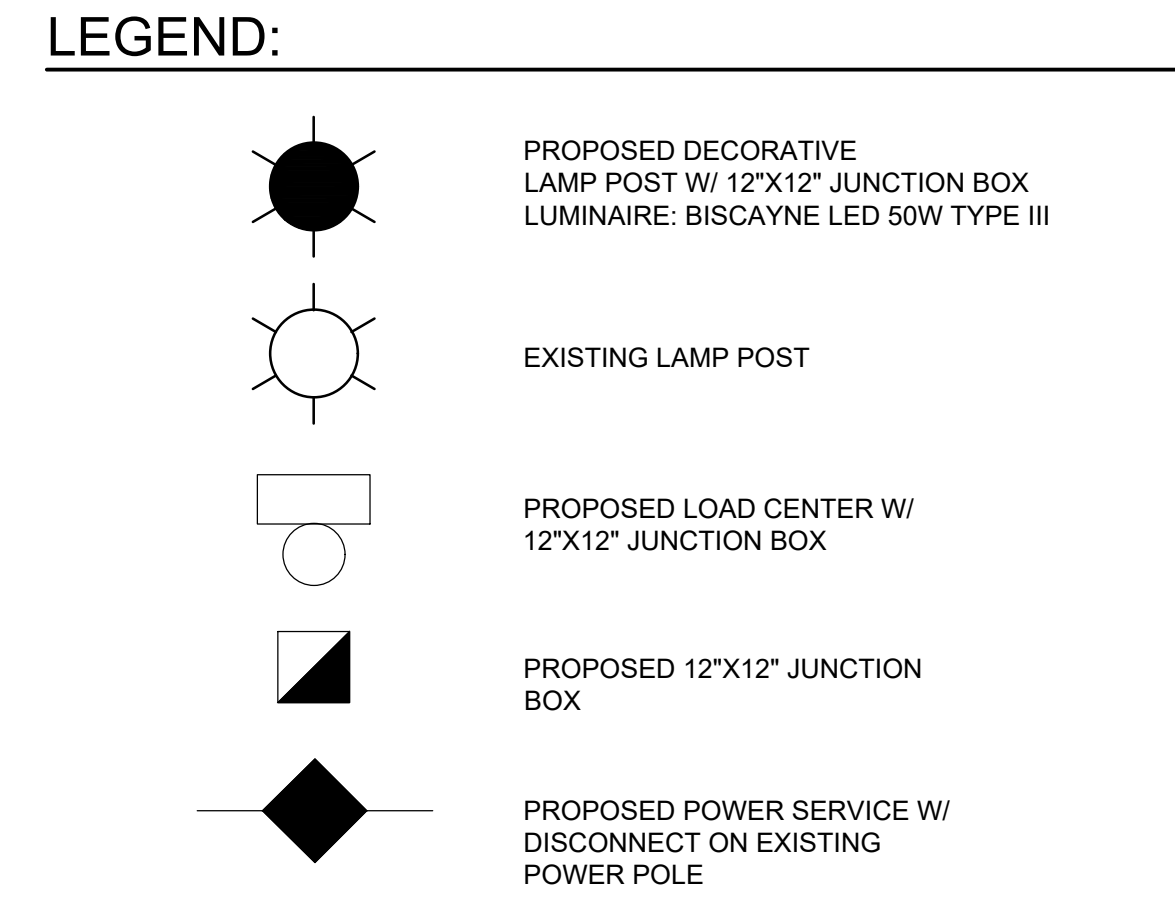 LEGEND:
PROPOSED DECORATIVE
LAMP POST W/ 12"X12" JUNCTION BOX
LUMINAIRE: BISCAYNE LED 50W TYPE III
EXISTING LAMP POST
PROPOSED LOAD CENTER W/
12"X12" JUNCTION BOX
PROPOSED 12"X12" JUNCTION
BOX
PROPOSED POWER SERVICE W/
DISCONNECT ON EXISTING
POWER POLE